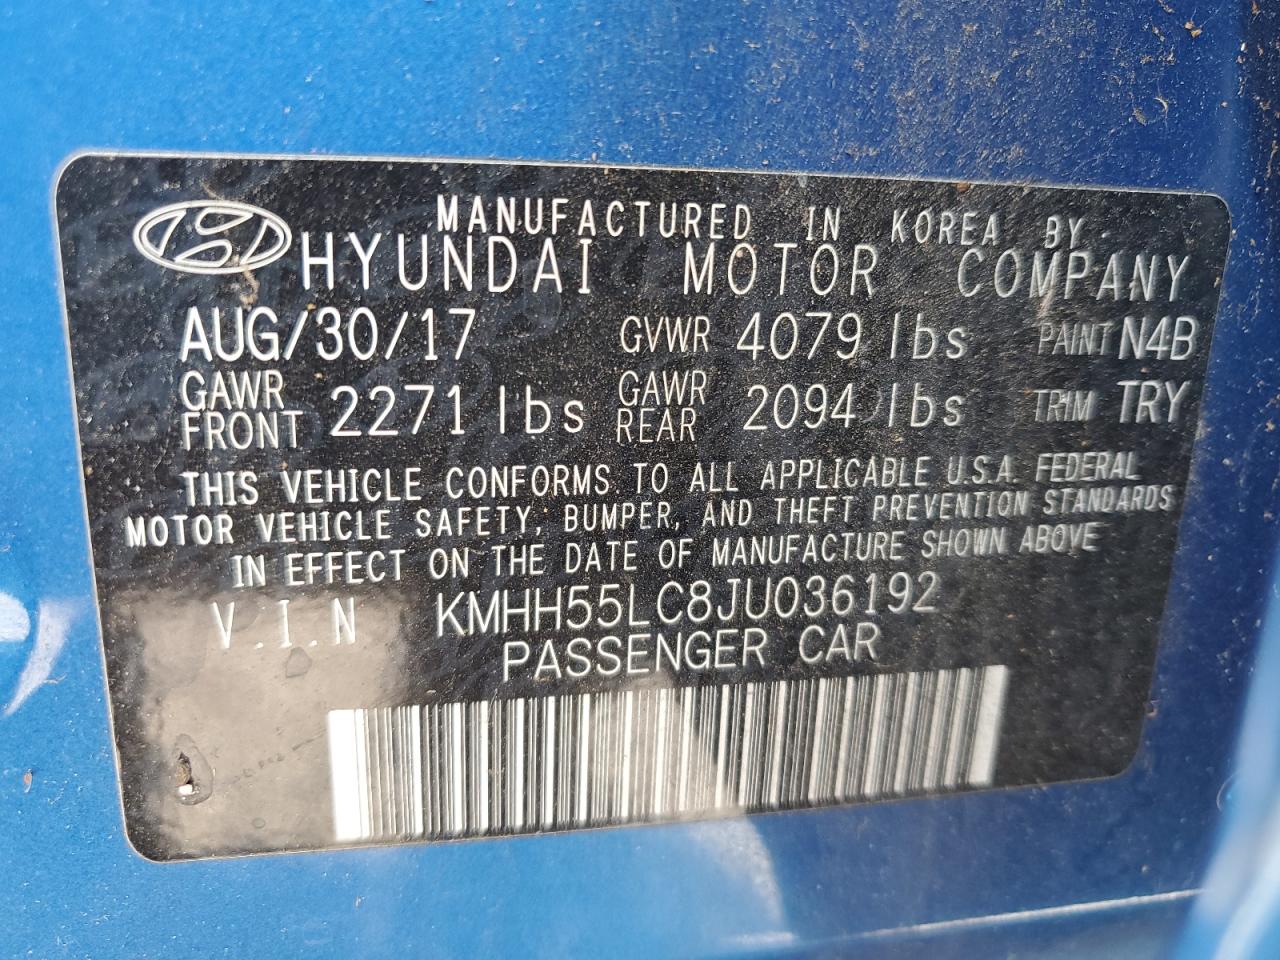 MANUFACTURED IN KOREA BY
HYUNDAI MOTOR COMPANY
AUG/30/17 GVWR 4079 lbs PAINT N4B
GAWR FRONT 2271 lbs GAWR REAR 2094 lbs TRIM TRY
THIS VEHICLE CONFORMS TO ALL APPLICABLE U.S.A. FEDERAL
MOTOR VEHICLE SAFETY, BUMPER, AND THEFT PREVENTION STANDARDS
IN EFFECT ON THE DATE OF MANUFACTURE SHOWN ABOVE
V.I.N KMHH55LC8JU036192
PASSENGER CAR